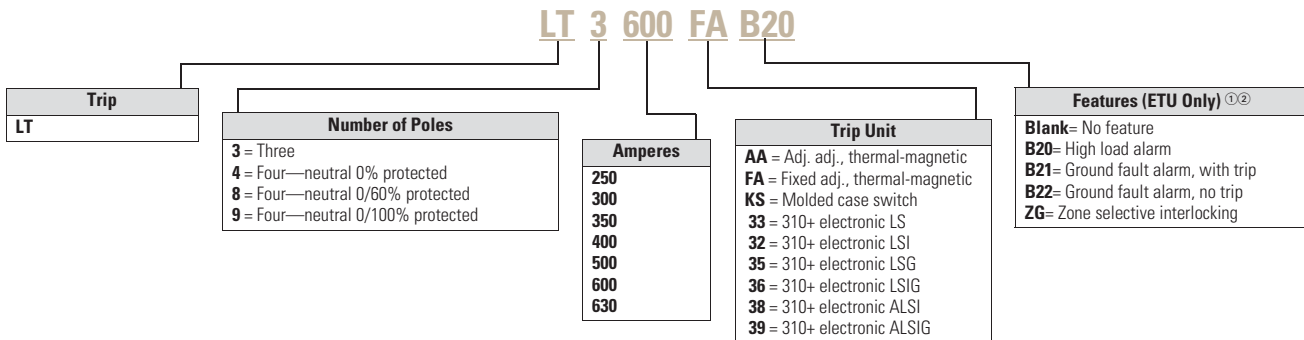 LT 3 600 FA B20
Trip
LT
Number of Poles
3 = Three
4 = Four—neutral 0% protected
8 = Four—neutral 0/60% protected
9 = Four—neutral 0/100% protected
Amperes
250
300
350
400
500
600
630
Trip Unit
AA = Adj. adj., thermal-magnetic
FA = Fixed adj., thermal-magnetic
KS = Molded case switch
33 = 310+ electronic LS
32 = 310+ electronic LSI
35 = 310+ electronic LSG
36 = 310+ electronic LSIG
38 = 310+ electronic ALSI
39 = 310+ electronic ALSIG
Features (ETU Only) ①②
Blank= No feature
B20= High load alarm
B21= Ground fault alarm, with trip
B22= Ground fault alarm, no trip
ZG= Zone selective interlocking